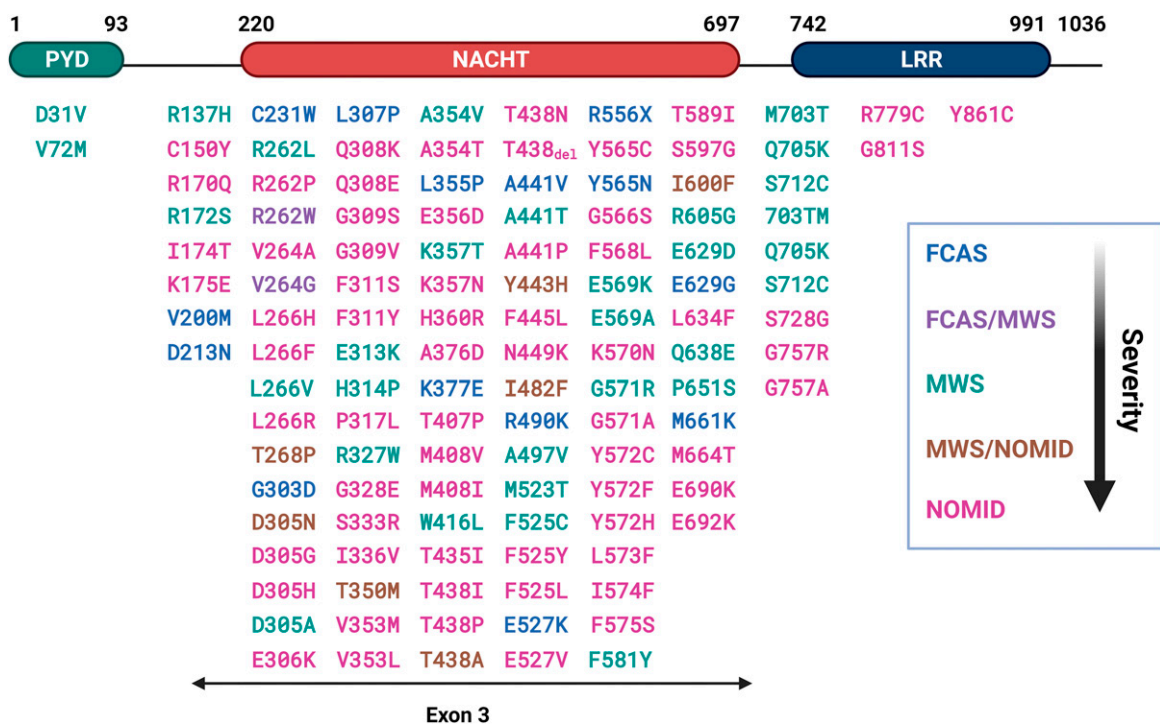 1 93 220 697 742 991 1036
PYD NACHT LRR
D31V R137H C231W L307P A354V T438N R556X T589I M703T R779C Y861C
V72M C150Y R262L Q308K A354T T438del Y565C S597G Q705K G811S
R170Q R262P Q308E L355P A441V Y565N I600F S712C
R172S R262W G309S E356D A441T G566S R605G 703TM
I174T V264A G309V K357T A441P F568L E629D Q705K
K175E V264G F311S K357N Y443H E569K E629G S712C
V200M L266H F311Y H360R F445L E569A L634F S728G
D213N L266F E313K A376D N449K K570N Q638E G757R
L266V H314P K377E I482F G571R P651S G757A
L266R P317L T407P R490K G571A M661K
T268P R327W M408V A497V Y572C M664T
G303D G328E M408I M523T Y572F E690K
D305N S333R W416L F525C Y572H E692K
D305G I336V T435I F525Y L573F
D305H T350M T438I F525L I574F
D305A V353M T438P E527K F575S
E306K V353L T438A E527V F581Y
Exon 3
FCAS
FCAS/MWS
MWS
MWS/NOMID
NOMID
Severity